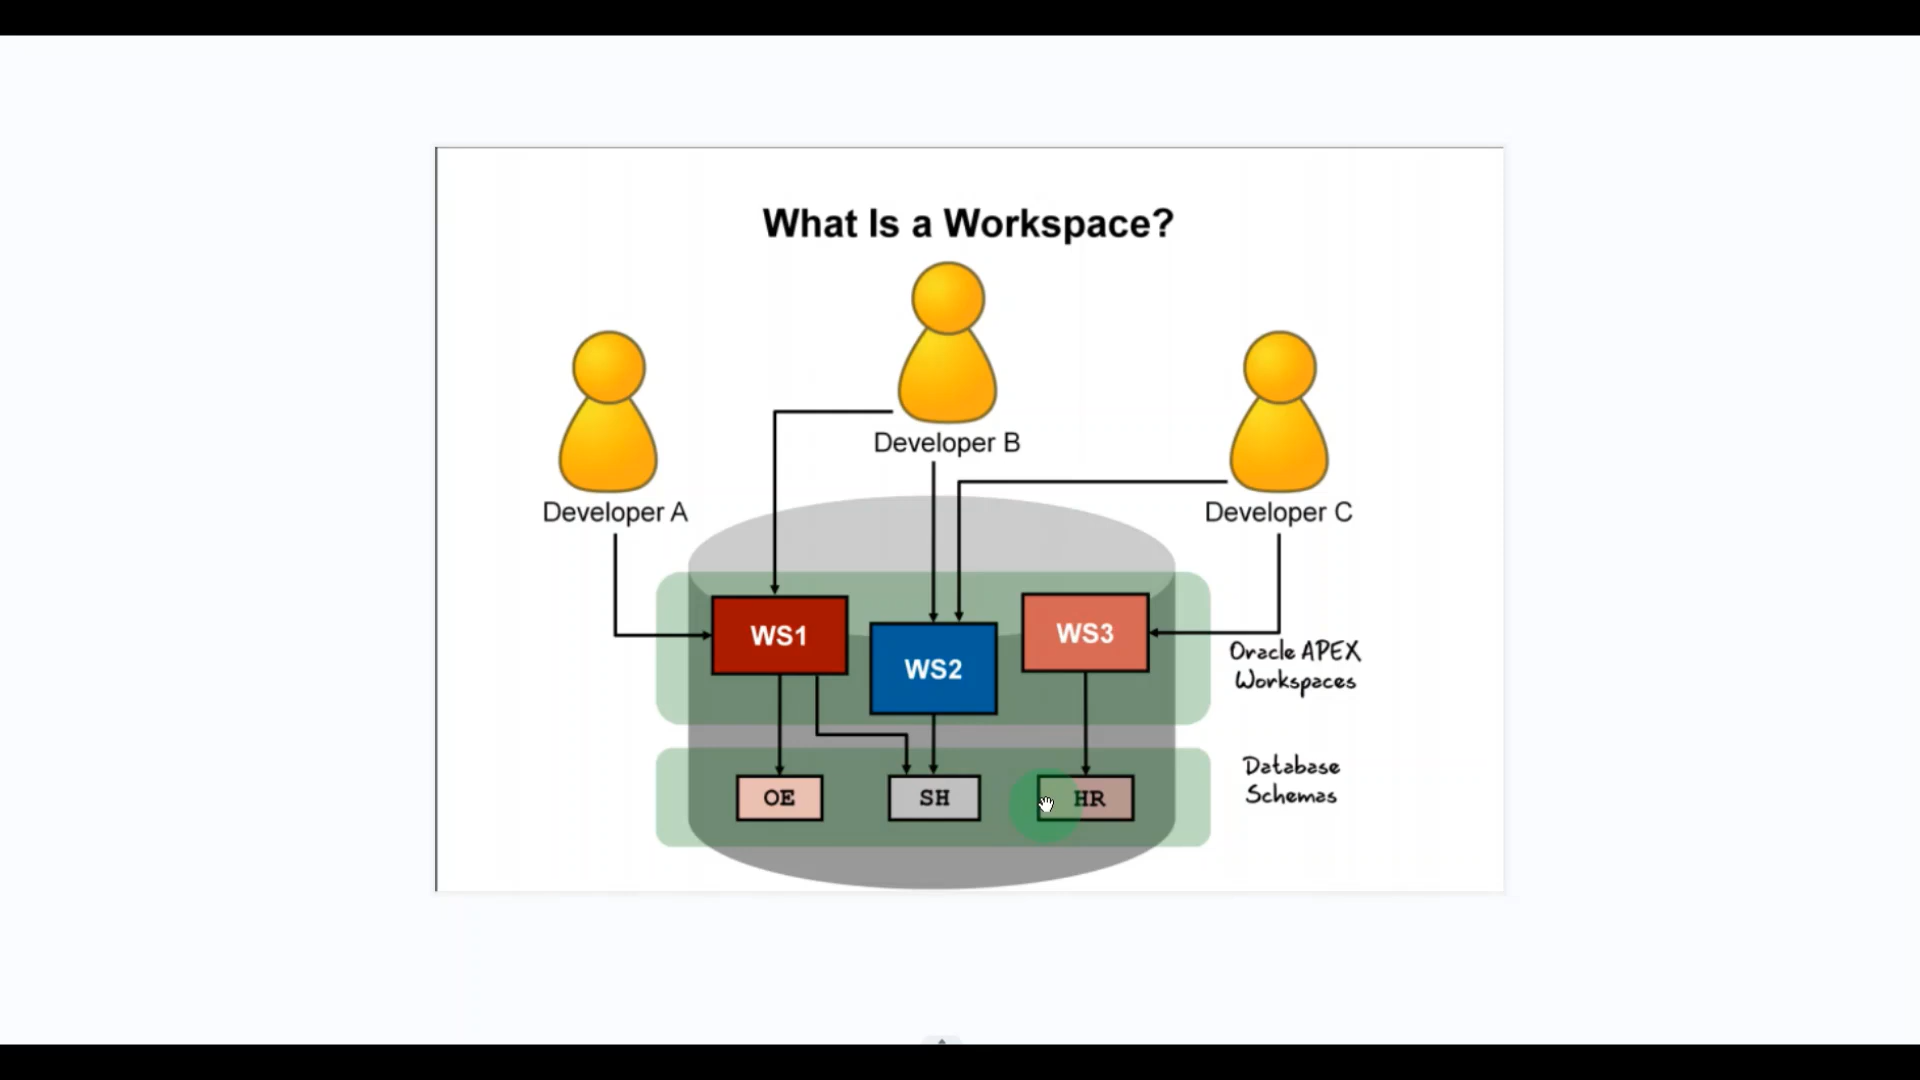 What Is a Workspace?
Developer B
Developer A
Developer C
WS1
WS2
WS3
Oracle APEX
Workspaces
Database
Schemas
OE
SH
HR